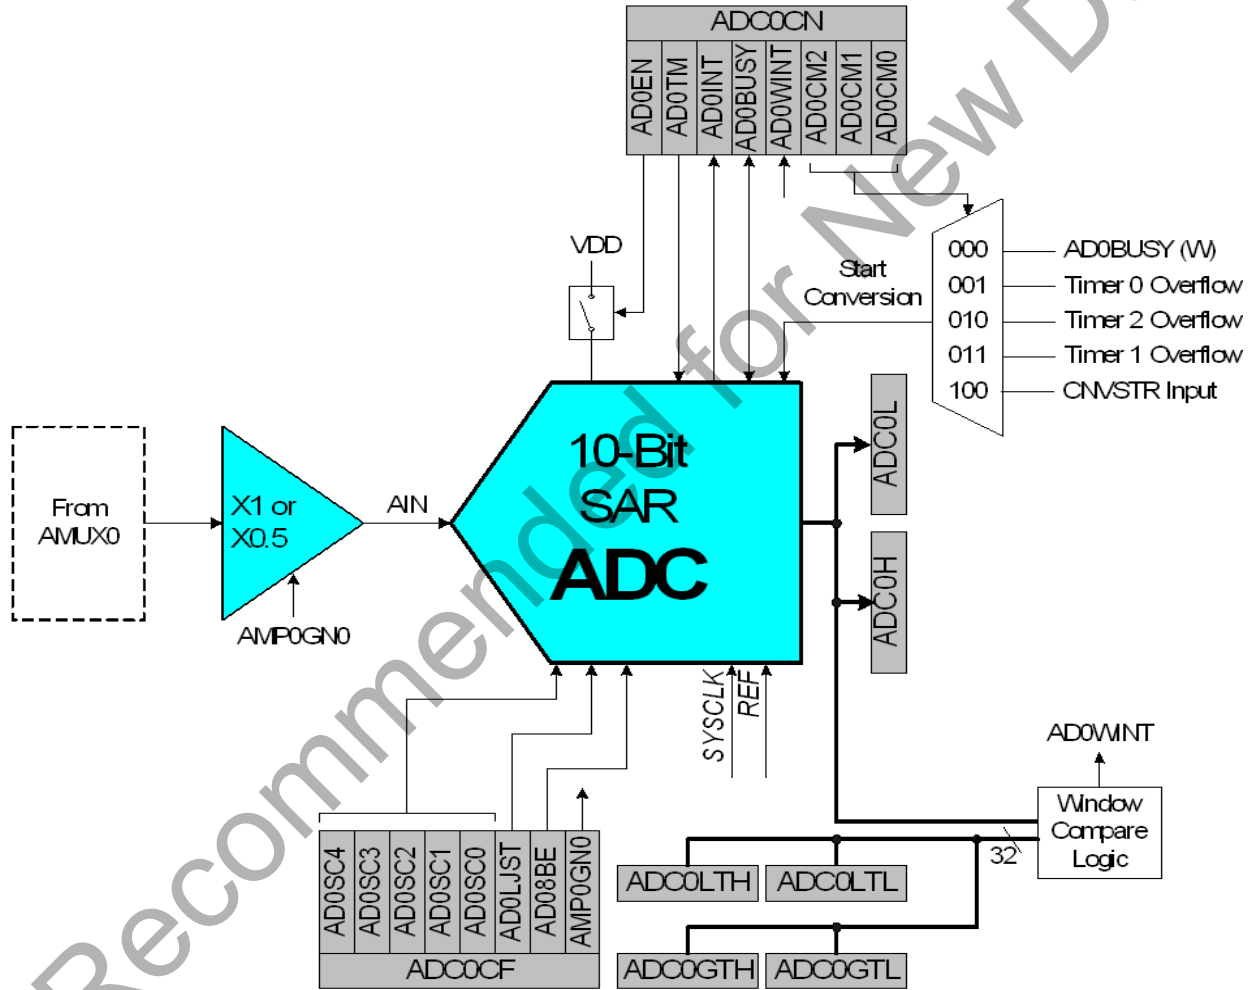 ADC0CN
AD0EN
AD0TM
AD0INT
AD0BUSY
AD0WINT
AD0CM2
AD0CM1
AD0CM0
VDD
Start
Conversion
000
AD0BUSY (W)
001
Timer 0 Overflow
010
Timer 2 Overflow
011
Timer 1 Overflow
100
CNVSTR Input
From
AMUX0
X1 or
X0.5
AIN
AMP0GN0
10-Bit
SAR
ADC
ADC0L
ADC0H
SYSCLK
REF
AD0WINT
Window
Compare
Logic
32
ADC0LTH
ADC0LTL
ADC0GTH
ADC0GTL
AD0SC4
AD0SC3
AD0SC2
AD0SC1
AD0SC0
AD0LJST
AD08BE
AMP0GN0
ADC0CF
Recommended for New D